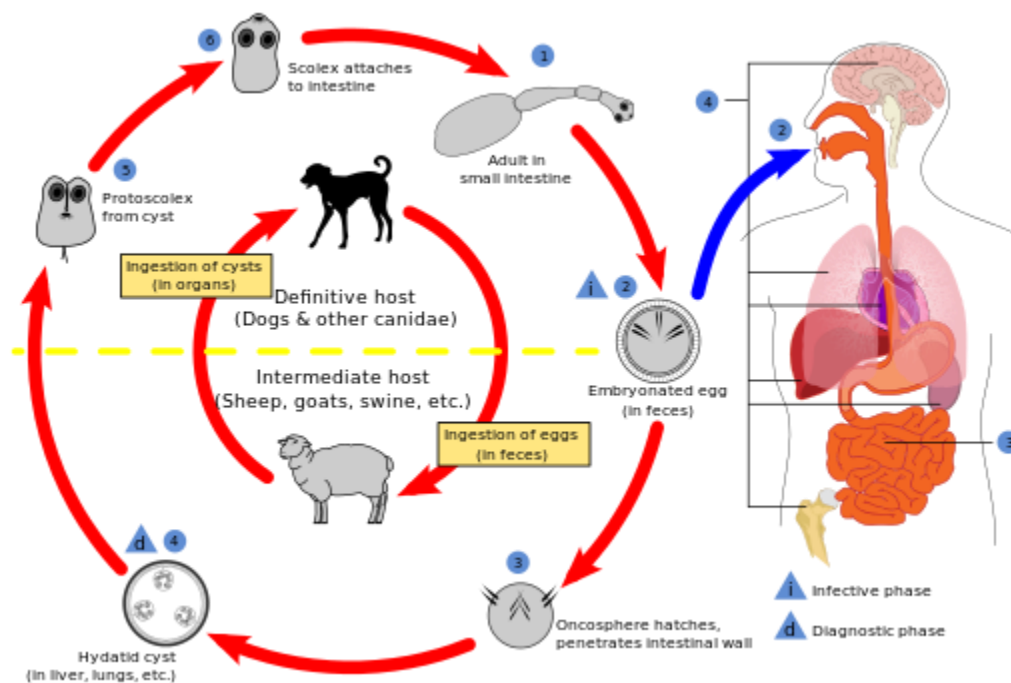 6
Scolex attaches
to intestine
1
Adult in
small intestine
5
Protoscolex
from cyst
Ingestion of cysts
(in organs)
Definitive host
(Dogs & other canidae)
Intermediate host
(Sheep, goats, swine, etc.)
Ingestion of eggs
(in feces)
i
2
Embryonated egg
(in feces)
3
Oncosphere hatches,
penetrates intestinal wall
d
4
Hydatid cyst
(in liver, lungs, etc.)
4
2
3
i Infective phase
d Diagnostic phase